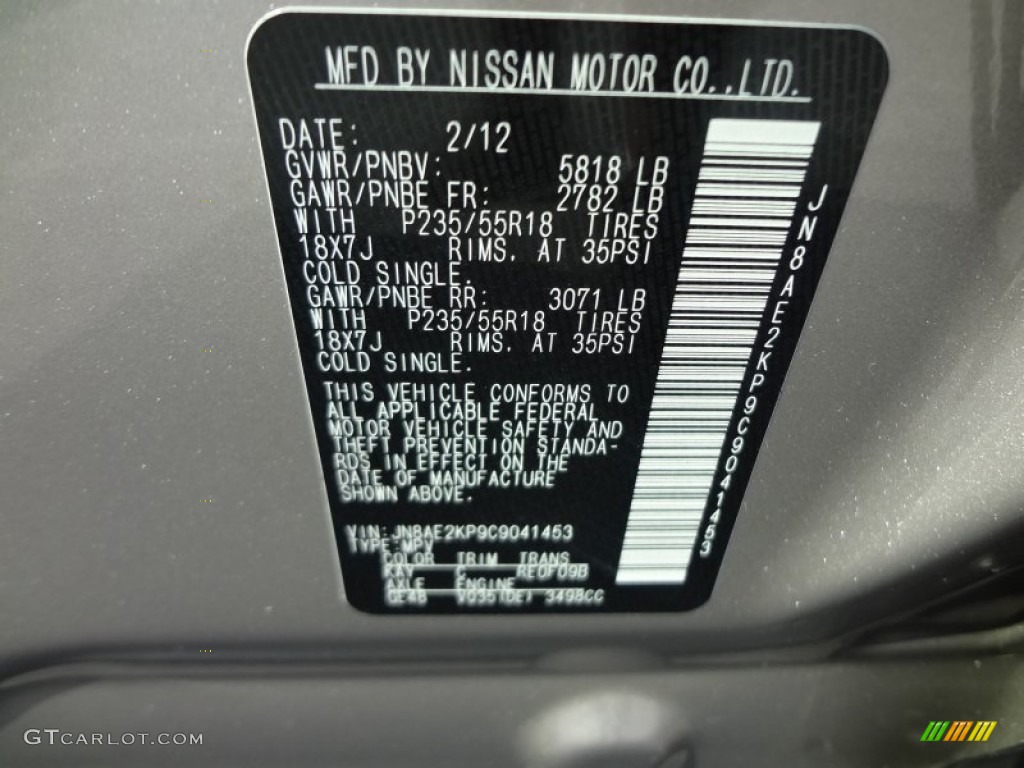 MFD BY NISSAN MOTOR CO.,LTD.
DATE: 2/12
GVWR/PNBV: 5818 LB
GAWR/PNBE FR: 2782 LB
WITH P235/55R18 TIRES
18X7J RIMS. AT 35PSI
COLD SINGLE.
GAWR/PNBE RR: 3071 LB
WITH P235/55R18 TIRES
18X7J RIMS. AT 35PSI
COLD SINGLE.
THIS VEHICLE CONFORMS TO
ALL APPLICABLE FEDERAL
MOTOR VEHICLE SAFETY AND
THEFT PREVENTION STANDA-
RDS IN EFFECT ON THE
DATE OF MANUFACTURE
SHOWN ABOVE.
VIN:JN8AE2KP9C9041453
TYPE:MPV
COLOR TRIM TRANS
KAY C RE0F09B
AXLE ENGINE
GE48 VQ35(DE) 3498CC
JN8AE2KP9C9041453
GTCARLOT.COM